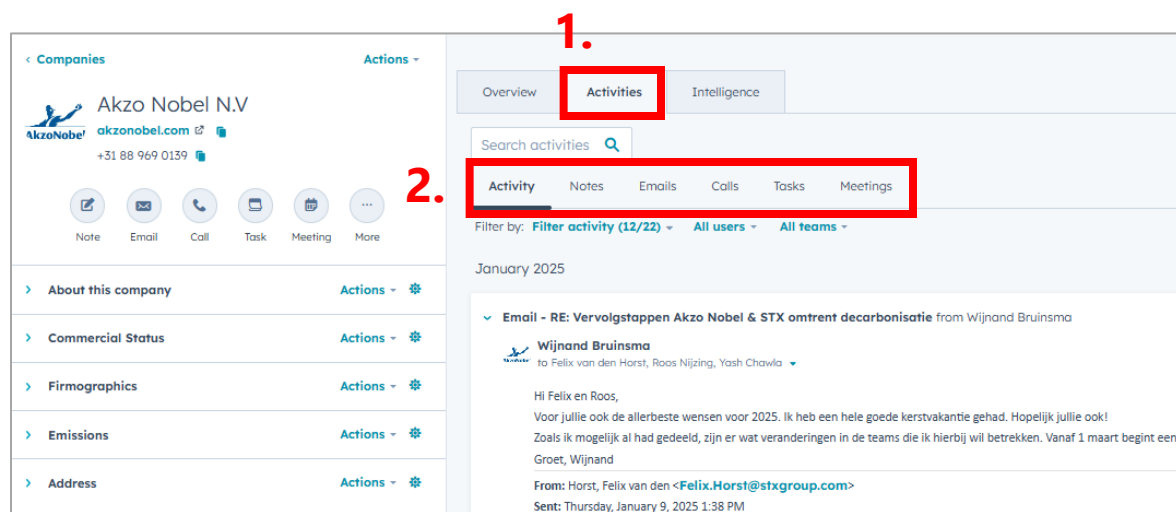 1.
Companies
Actions
Akzo Nobel N.V
AkzoNobel
akzonobel.com
+31 88 969 0139
Note Email Call Task Meeting More
About this company Actions
Commercial Status Actions
Firmographics Actions
Emissions Actions
Address Actions
Overview Activities Intelligence
Search activities
2.
Activity Notes Emails Calls Tasks Meetings
Filter by: Filter activity (12/22) All users All teams
January 2025
Email - RE: Vervolgstappen Akzo Nobel & STX omtrent decarbonisatie from Wijnand Bruinsma
Wijnand Bruinsma
to Felix van den Horst, Roos Nijzing, Yash Chawla
Hi Felix en Roos,
Voor jullie ook de allerbeste wensen voor 2025. Ik heb een hele goede kerstvakantie gehad. Hopelijk jullie ook!
Zoals ik mogelijk al had gedeeld, zijn er wat veranderingen in de teams die ik hierbij wil betrekken. Vanaf 1 maart begint een
Groet, Wijnand
From: Horst, Felix van den <Felix.Horst@stxgroup.com>
Sent: Thursday, January 9, 2025 1:38 PM